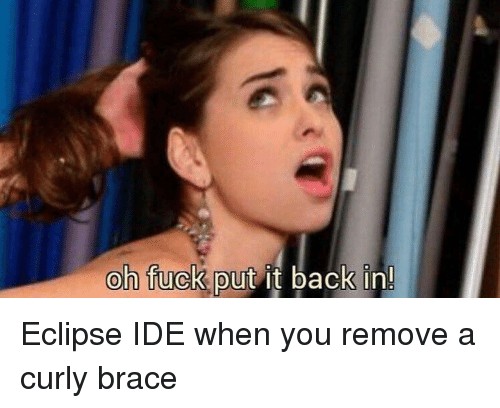 oh fuck put it back in!
Eclipse IDE when you remove a
curly brace